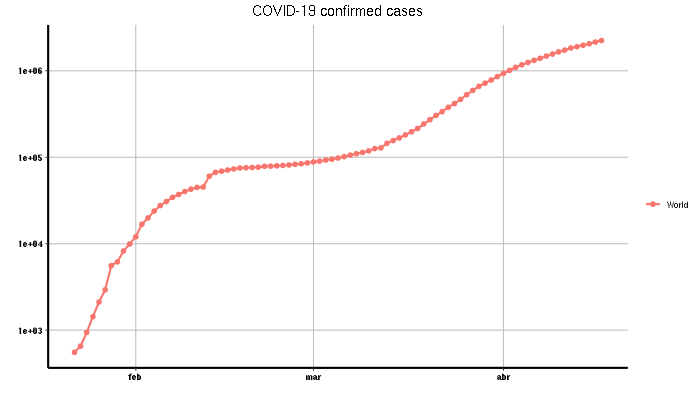 COVID-19 confirmed cases
1e+06
1e+05
1e+04
1e+03
feb mar abr
World